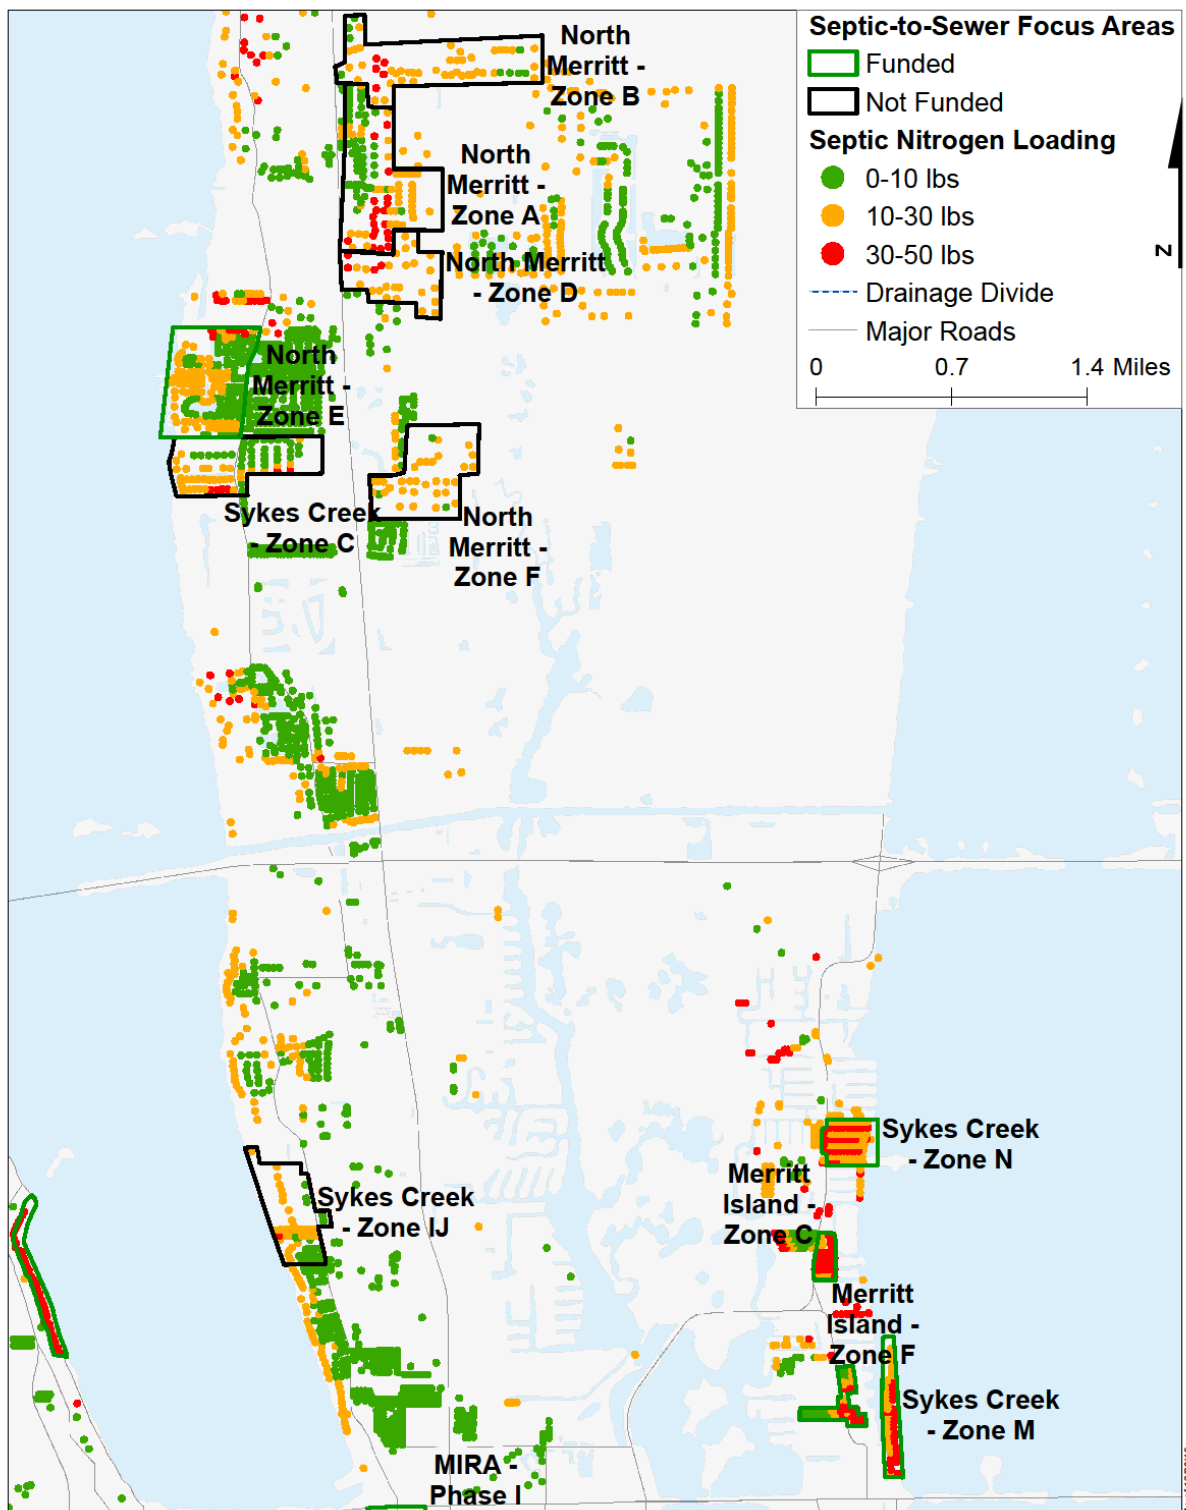 Septic-to-Sewer Focus Areas
Funded
Not Funded
Septic Nitrogen Loading
0-10 lbs
10-30 lbs
30-50 lbs
Drainage Divide
Major Roads
0 0.7 1.4 Miles
N
North
Merritt -
Zone B
North
Merritt -
Zone A
North Merritt
- Zone D
North
Merritt -
Zone E
Sykes Creek
- Zone C
North
Merritt -
Zone F
Sykes Creek
- Zone N
Merritt
Island -
Zone C
Sykes Creek
- Zone IJ
Merritt
Island -
Zone F
Sykes Creek
- Zone M
MIRA -
Phase I